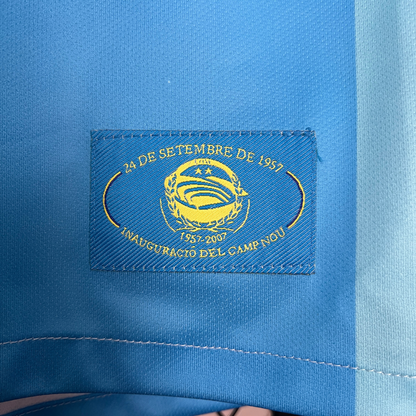 24 DE SETEMBRE DE 1957
1957-2007
INAUGURACIÓ DEL CAMP NOU